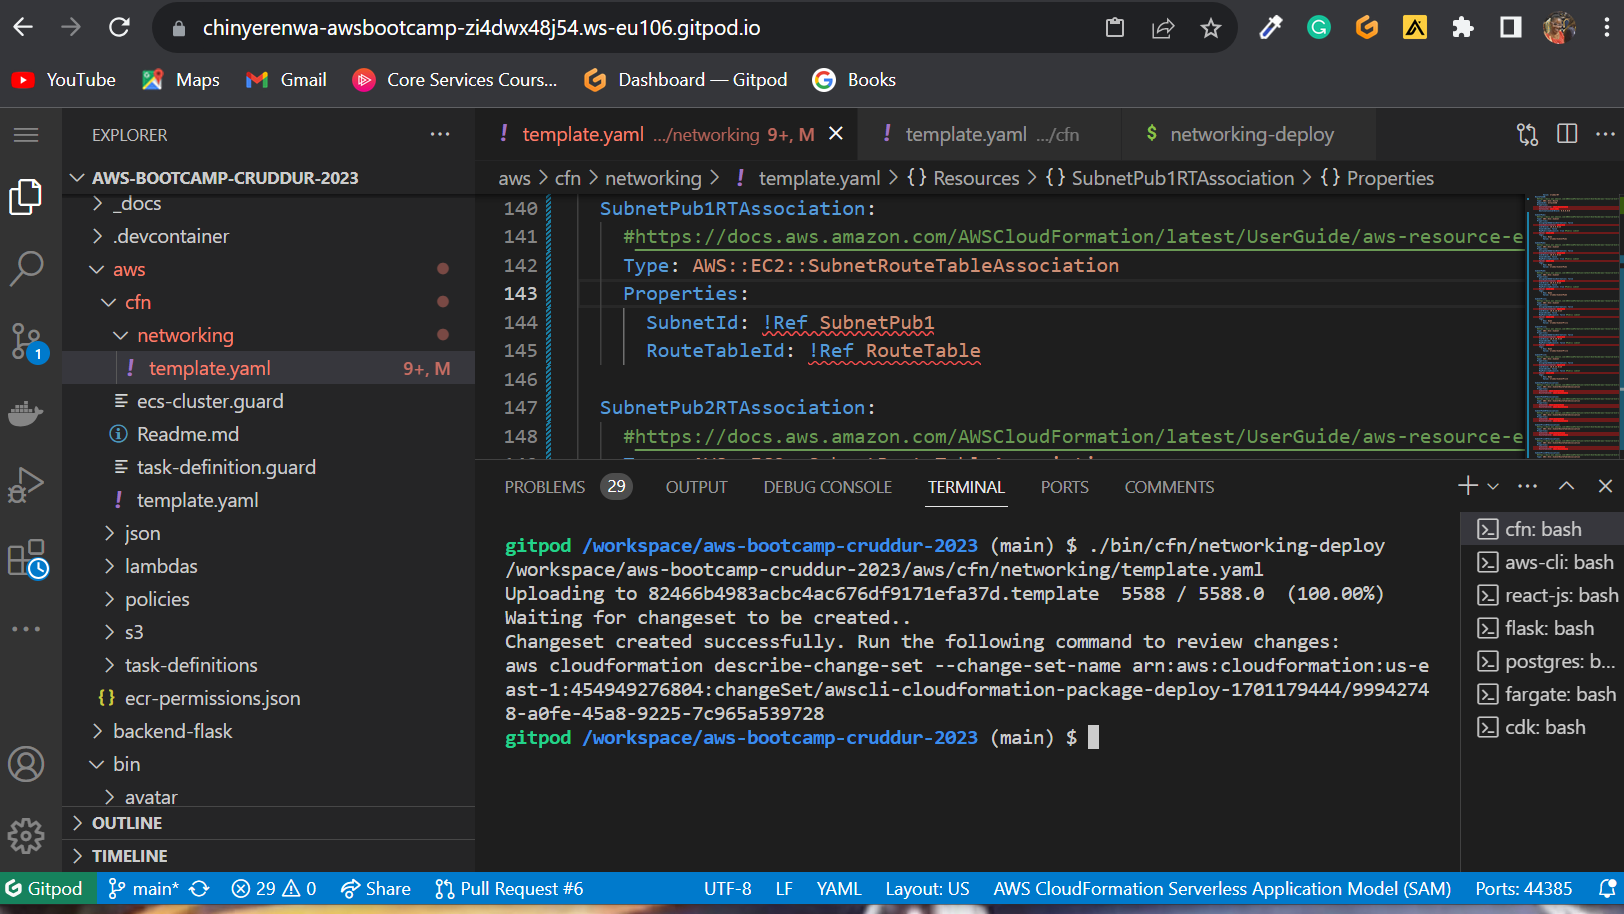 chinyerenwa-awsbootcamp-zi4dwx48j54.ws-eu106.gitpod.io
YouTube
Maps
Gmail
Core Services Cours...
Dashboard — Gitpod
Books
EXPLORER
AWS-BOOTCAMP-CRUDDUR-2023
_docs
.devcontainer
aws
cfn
networking
! template.yaml 9+, M
ecs-cluster.guard
Readme.md
task-definition.guard
! template.yaml
json
lambdas
policies
s3
task-definitions
{} ecr-permissions.json
backend-flask
bin
avatar
OUTLINE
TIMELINE
1
! template.yaml .../networking 9+, M
! template.yaml .../cfn
$ networking-deploy
aws > cfn > networking > ! template.yaml > {} Resources > {} SubnetPub1RTAssociation > {} Properties
140 SubnetPub1RTAssociation:
141 #https://docs.aws.amazon.com/AWSCloudFormation/latest/UserGuide/aws-resource-e
142 Type: AWS::EC2::SubnetRouteTableAssociation
143 Properties:
144 SubnetId: !Ref SubnetPub1
145 RouteTableId: !Ref RouteTable
146
147 SubnetPub2RTAssociation:
148 #https://docs.aws.amazon.com/AWSCloudFormation/latest/UserGuide/aws-resource-e
PROBLEMS 29
OUTPUT
DEBUG CONSOLE
TERMINAL
PORTS
COMMENTS
gitpod /workspace/aws-bootcamp-cruddur-2023 (main) $ ./bin/cfn/networking-deploy
/workspace/aws-bootcamp-cruddur-2023/aws/cfn/networking/template.yaml
Uploading to 82466b4983acbc4ac676df9171efa37d.template  5588 / 5588.0  (100.00%)
Waiting for changeset to be created..
Changeset created successfully. Run the following command to review changes:
aws cloudformation describe-change-set --change-set-name arn:aws:cloudformation:us-e
ast-1:454949276804:changeSet/awscli-cloudformation-package-deploy-1701179444/9994274
8-a0fe-45a8-9225-7c965a539728
gitpod /workspace/aws-bootcamp-cruddur-2023 (main) $
cfn: bash
aws-cli: bash
react-js: bash
flask: bash
postgres: b...
fargate: bash
cdk: bash
Gitpod
main*
29
0
Share
Pull Request #6
UTF-8
LF
YAML
Layout: US
AWS CloudFormation Serverless Application Model (SAM)
Ports: 44385